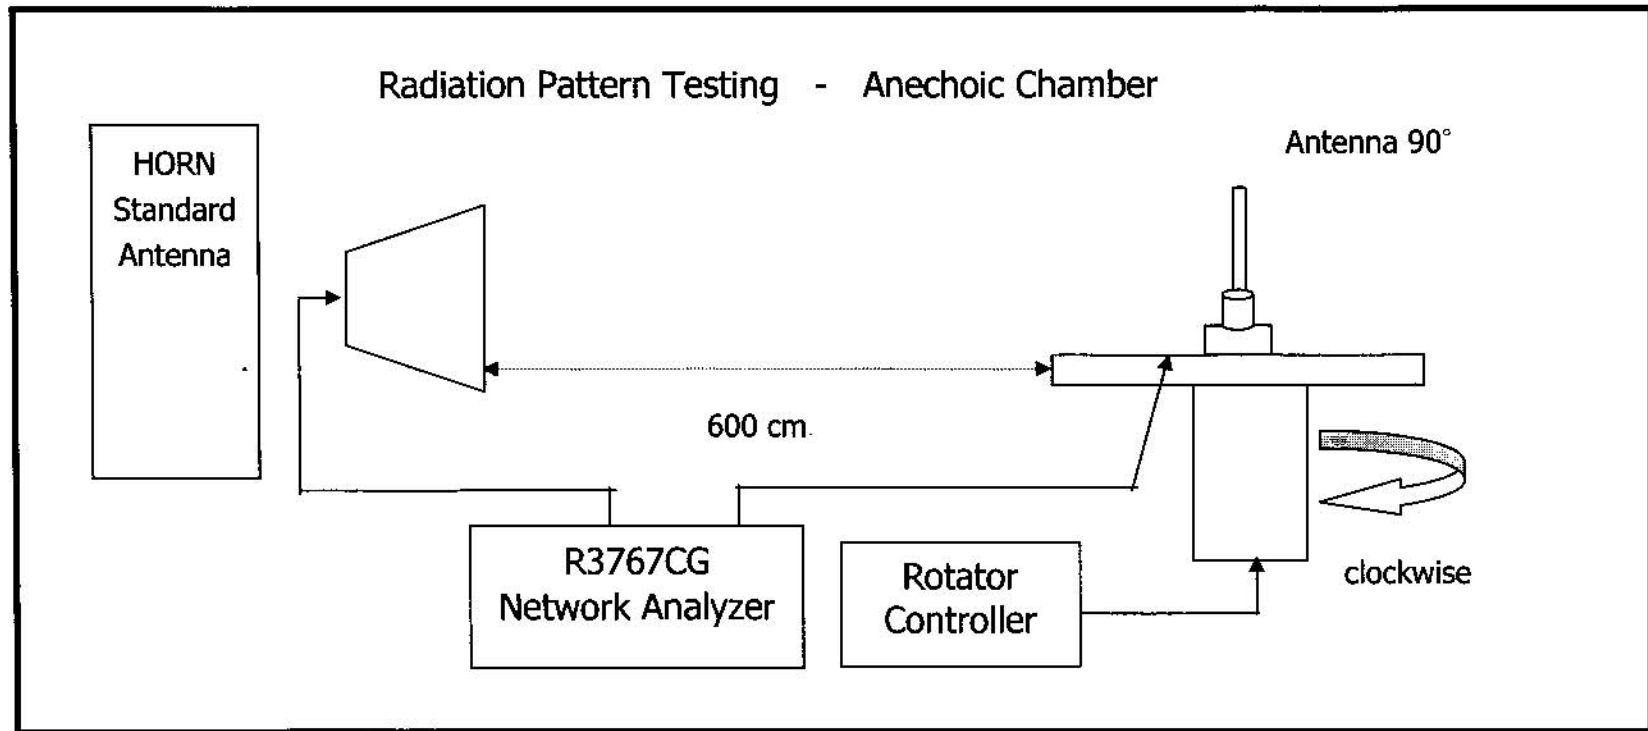 Radiation Pattern Testing - Anechoic Chamber
HORN
Standard
Antenna
Antenna 90°
600 cm
R3767CG
Network Analyzer
Rotator
Controller
clockwise